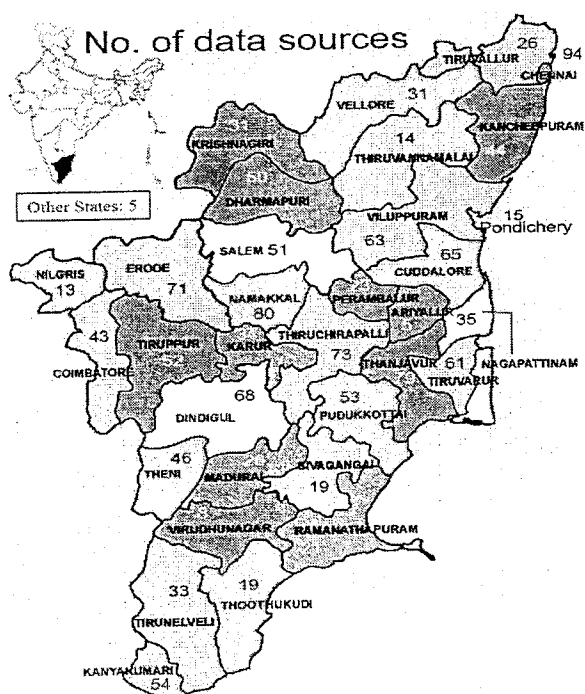 No. of data sources
TIRUVALLUR
26
94
CHENNAI
VELLORE
31
KANCHEEPURAM
KRISHNAGIRI
14
THIRUVANNAMALAI
DHARMAPURI
Other States: 5
VILUPPURAM
63
15
Pondichery
SALEM 51
65
CUDDALORE
NILGRIS
13
ERODE
71
NAMAKKAL
80
PERAMBALUR
ARIYALUR
35
43
COIMBATORE
TIRUPPUR
KARUR
THIRUCHIRAPALLI
73
THANJAVUR
61
TIRUVARUR
NAGAPATTINAM
68
DINDIGUL
53
PUDUKKOTTAI
46
THENI
MADURAI
SIVAGANGAI
19
VIRUDHUNAGAR
RAMANATHAPURAM
33
TIRUNELVELI
19
THOOTHUKUDI
KANYAKUMARI
54